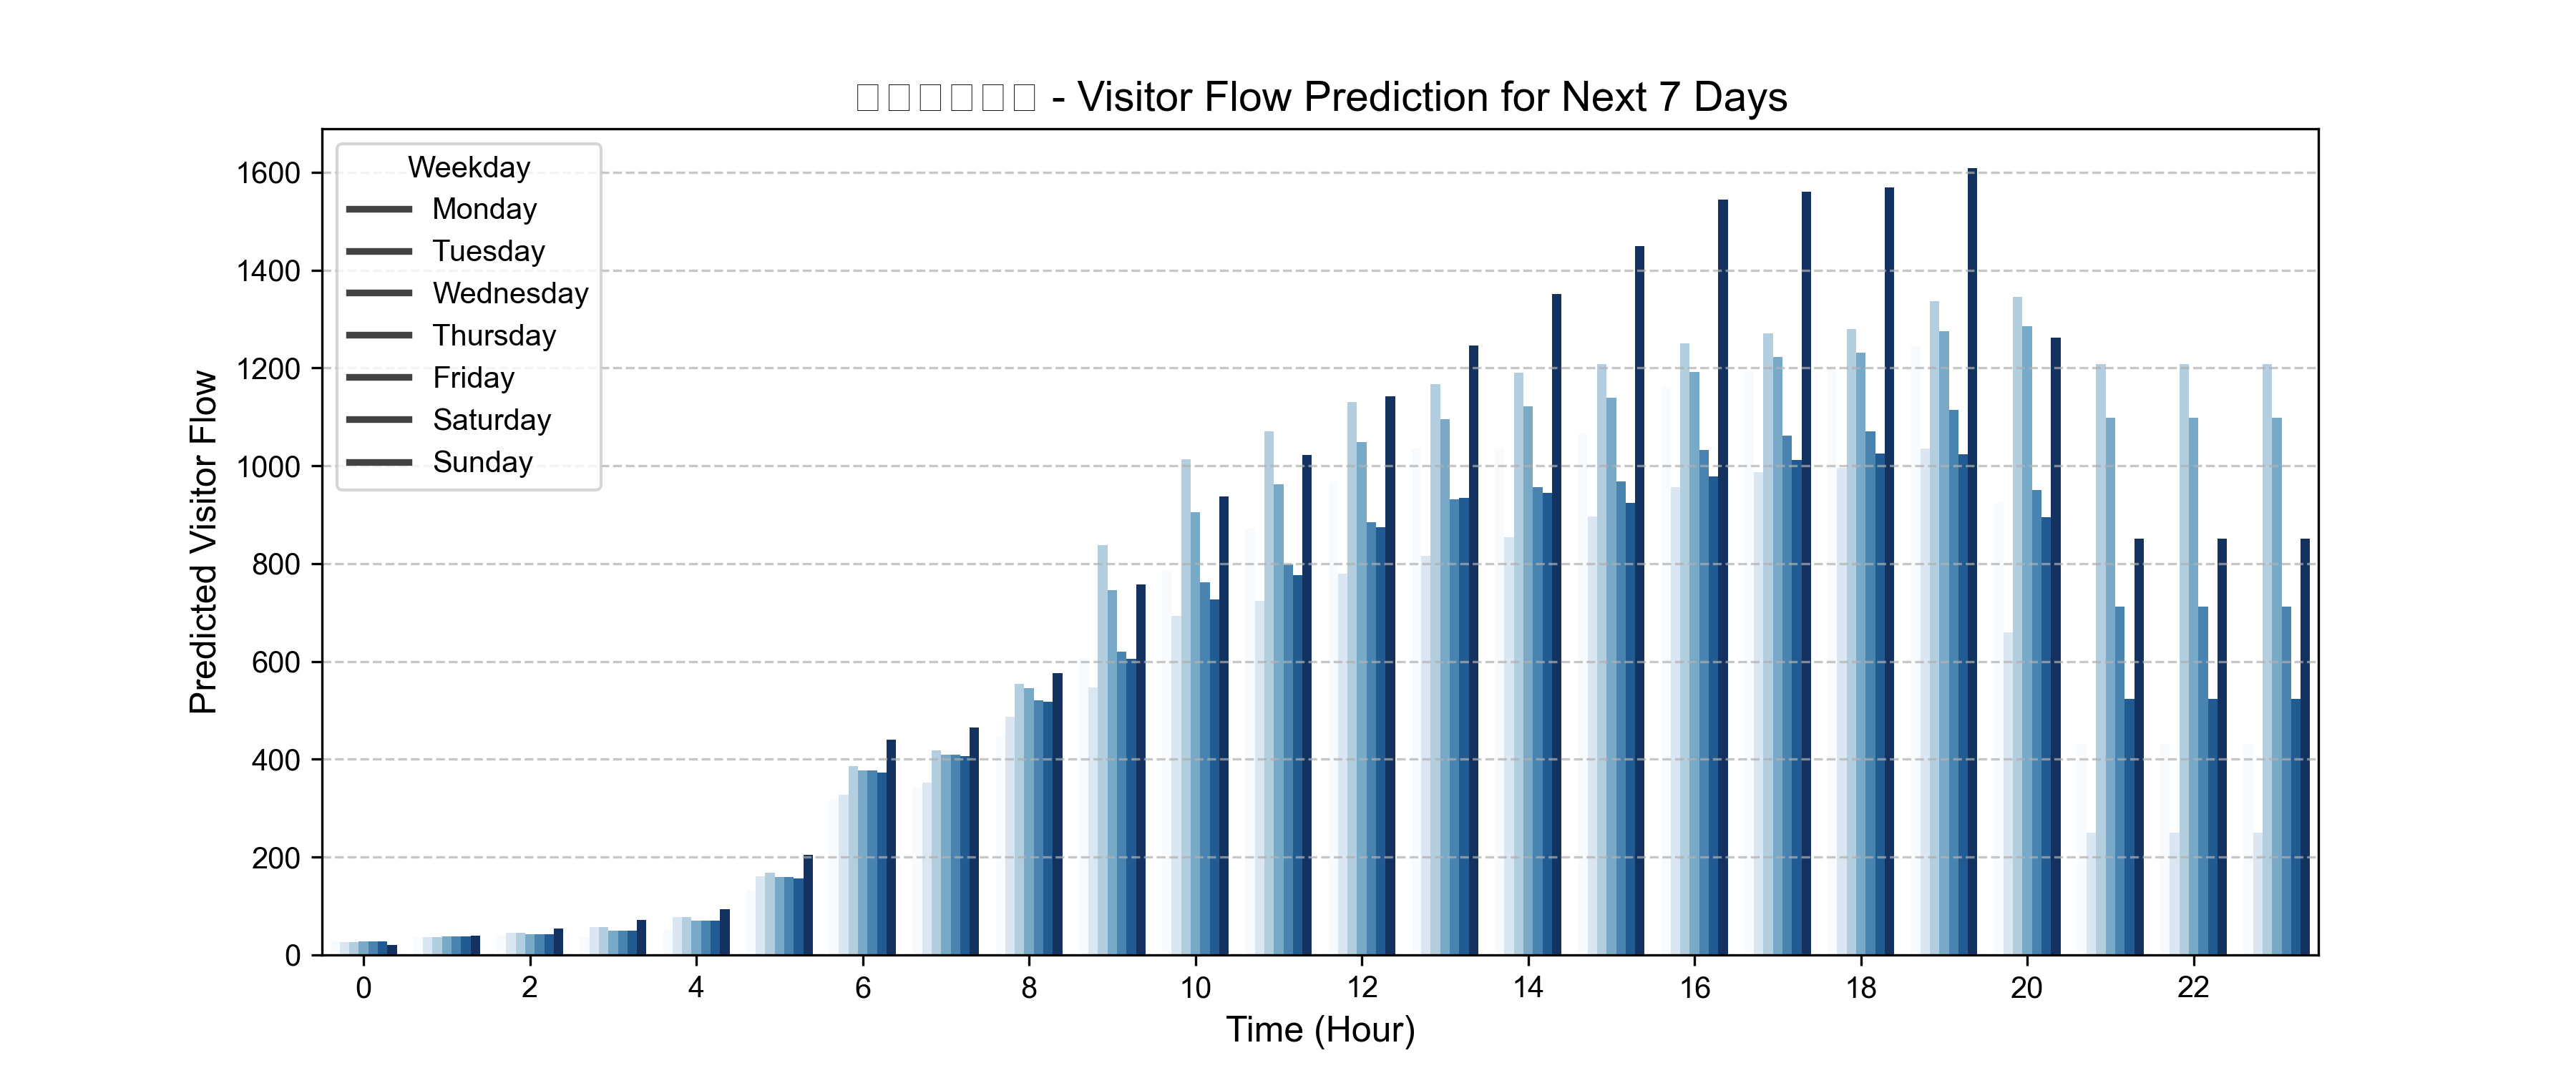 □□□□□□ - Visitor Flow Prediction for Next 7 Days
Weekday
Monday
Tuesday
Wednesday
Thursday
Friday
Saturday
Sunday
Predicted Visitor Flow
1600
1400
1200
1000
800
600
400
200
0
0 2 4 6 8 10 12 14 16 18 20 22
Time (Hour)